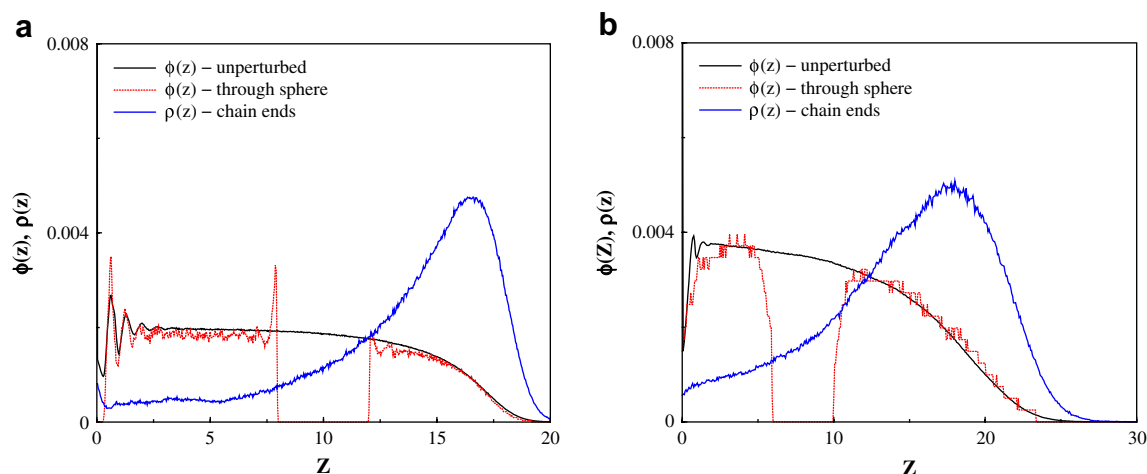 a
0.008
ϕ(z) – unperturbed
ϕ(z) – through sphere
ρ(z) – chain ends
0.004
ϕ(z), ρ(z)
0
0 5 10 15 20
Z
b
0.008
ϕ(z) – unperturbed
ϕ(z) – through sphere
ρ(z) – chain ends
0.004
ϕ(Z), ρ(z)
0
0 10 20 30
Z